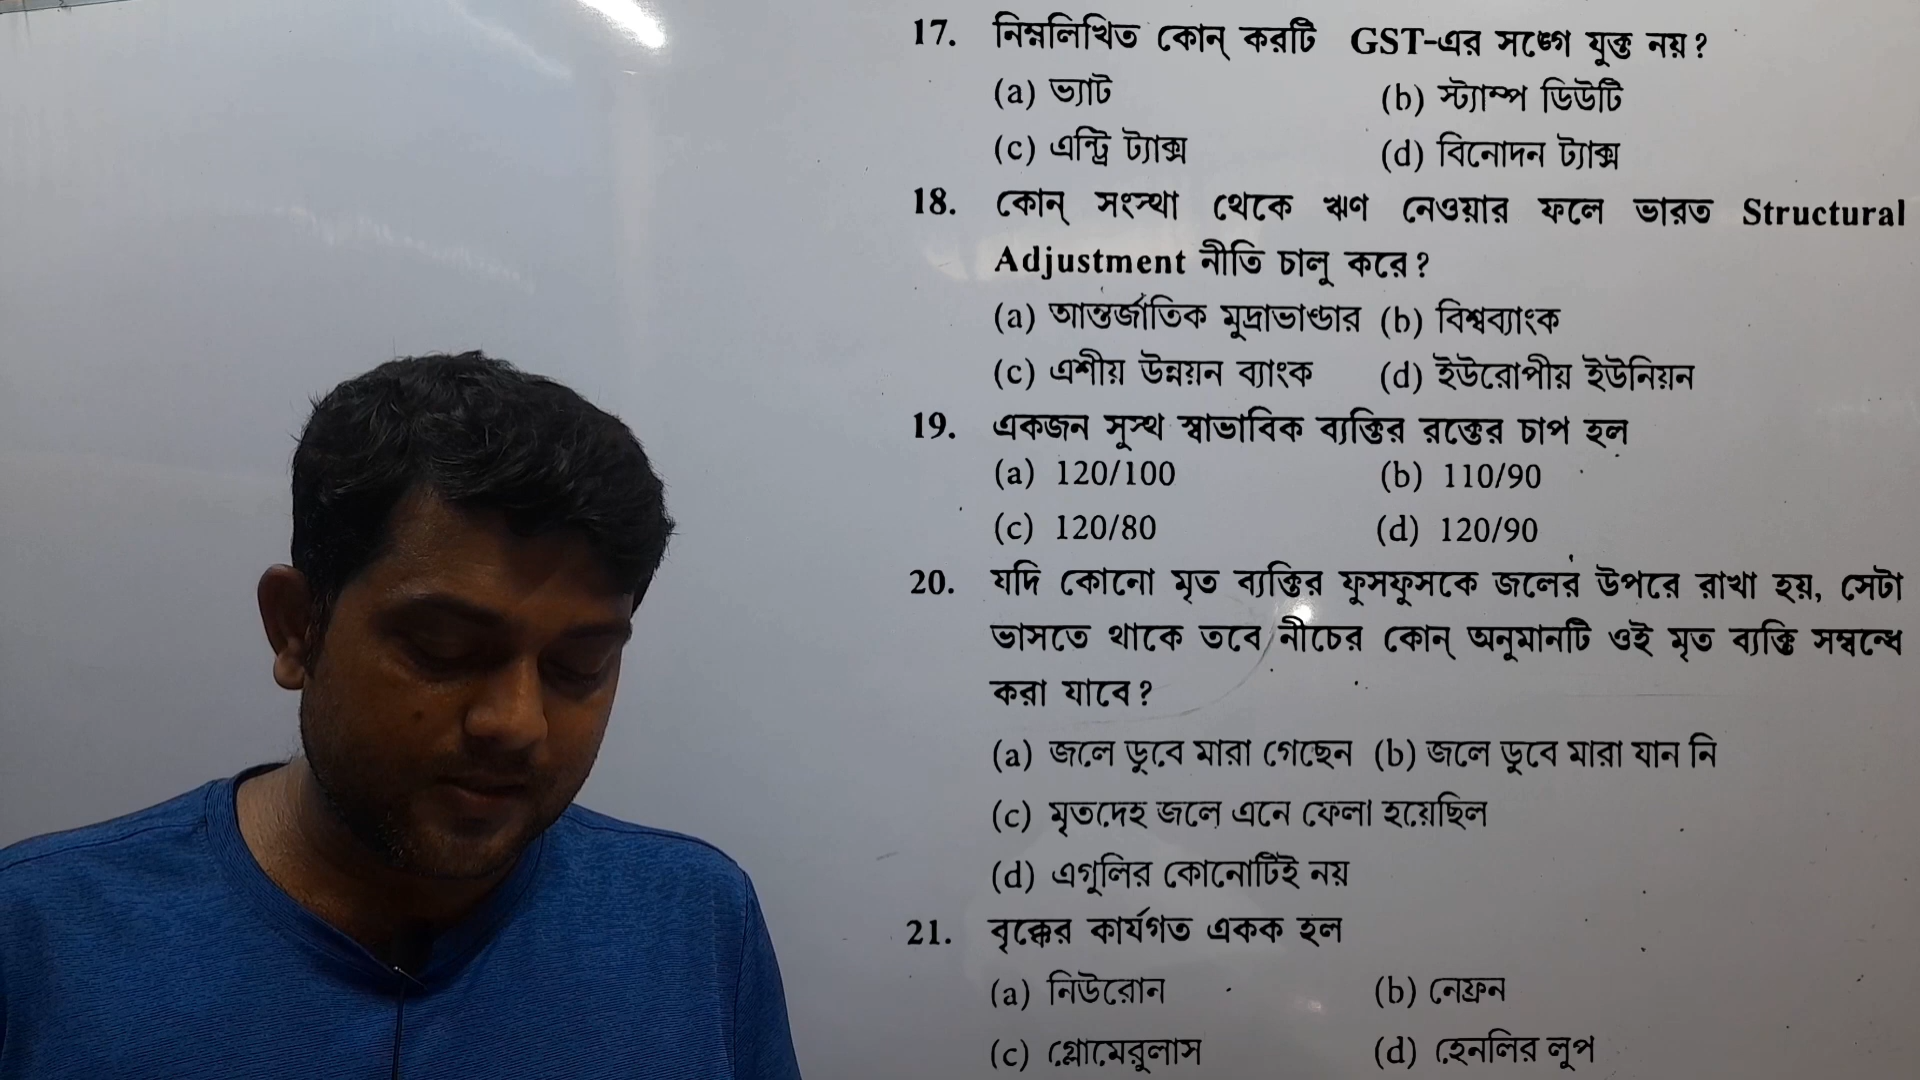 17. নিম্নলিখিত কোন্ করটি GST-এর সঙ্গে যুক্ত নয়?
(a) ভ্যাট (b) স্ট্যাম্প ডিউটি
(c) এন্ট্রি ট্যাক্স (d) বিনোদন ট্যাক্স
18. কোন্ সংস্থা থেকে ঋণ নেওয়ার ফলে ভারত Structural
Adjustment নীতি চালু করে?
(a) আন্তর্জাতিক মুদ্রাভাণ্ডার (b) বিশ্বব্যাংক
(c) এশীয় উন্নয়ন ব্যাংক (d) ইউরোপীয় ইউনিয়ন
19. একজন সুস্থ স্বাভাবিক ব্যক্তির রক্তের চাপ হল
(a) 120/100 (b) 110/90
(c) 120/80 (d) 120/90
20. যদি কোনো মৃত ব্যক্তির ফুসফুসকে জলের উপরে রাখা হয়, সেটা
ভাসতে থাকে তবে নীচের কোন্ অনুমানটি ওই মৃত ব্যক্তি সম্বন্ধে
করা যাবে?
(a) জলে ডুবে মারা গেছেন (b) জলে ডুবে মারা যান নি
(c) মৃতদেহ জলে এনে ফেলা হয়েছিল
(d) এগুলির কোনোটিই নয়
21. বৃক্কের কার্যগত একক হল
(a) নিউরোন (b) নেফ্রন
(c) গ্লোমেরুলাস (d) হেনলির লুপ